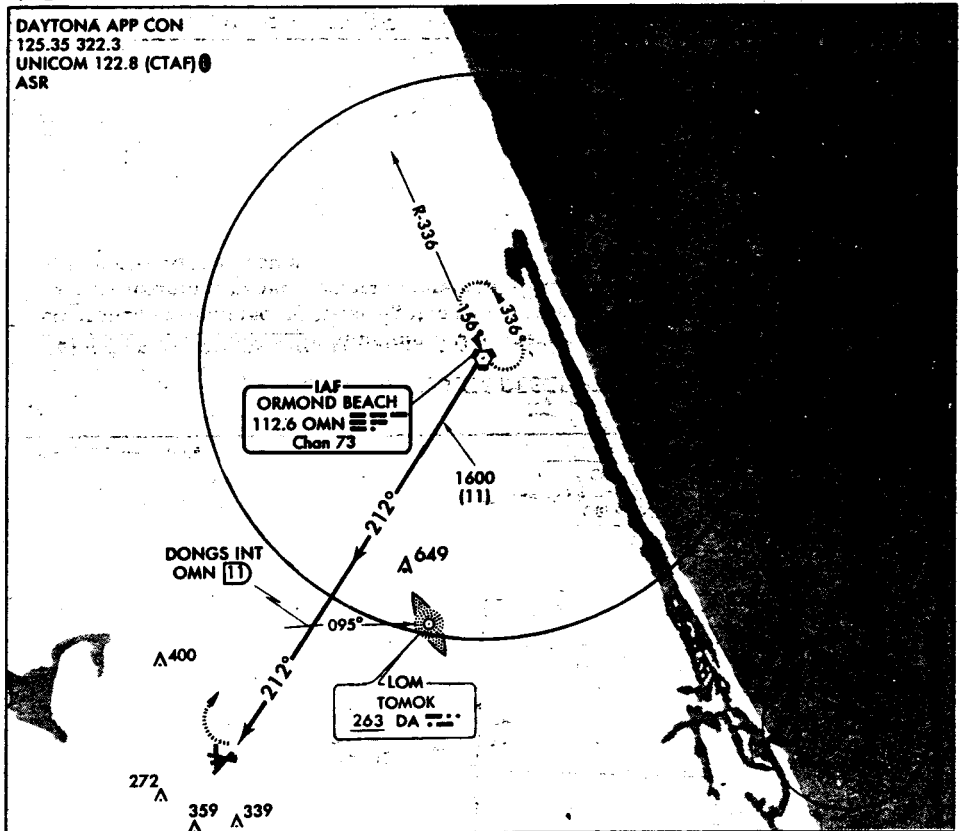 DAYTONA APP CON
125.35 322.3
UNICOM 122.8 (CTAF)
ASR
R-336
156°
336°
IAF
ORMOND BEACH
112.6 OMN
Chan 73
1600
(11)
212°
DONGS INT
OMN 11
649
095°
400
212°
LOM
TOMOK
263 DA
272
359
339